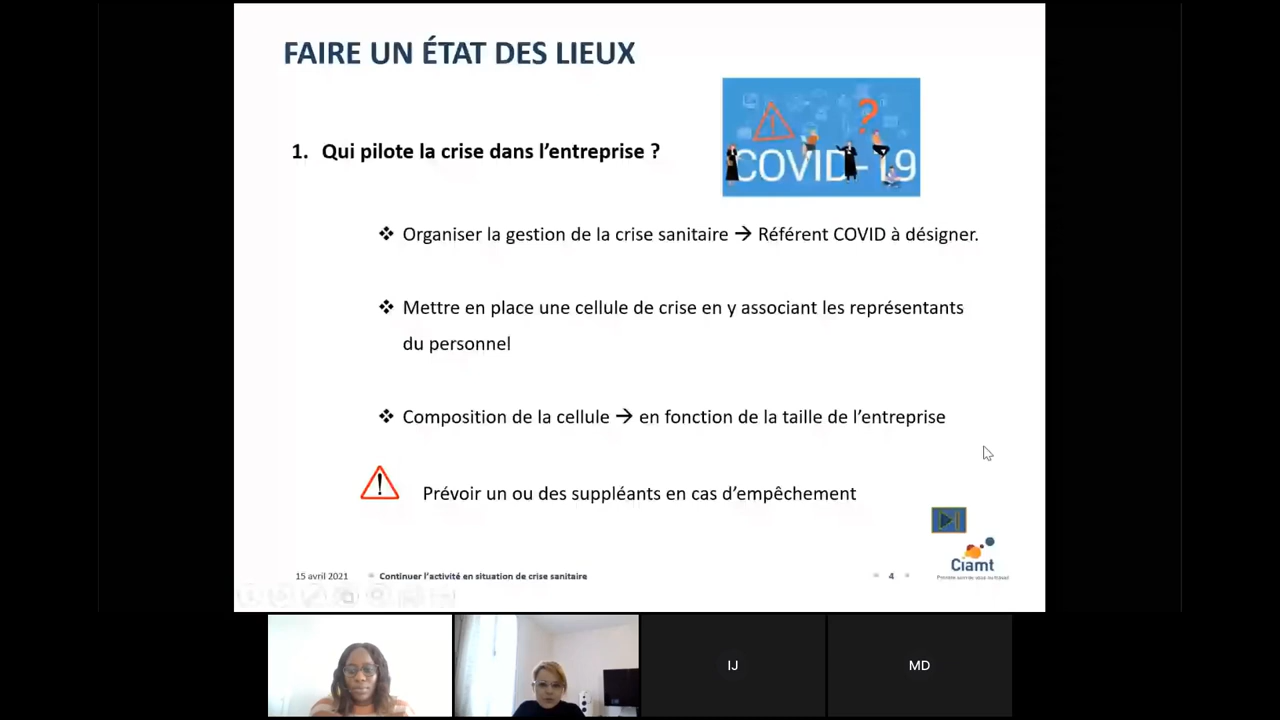 FAIRE UN ÉTAT DES LIEUX
COVID-19
1. Qui pilote la crise dans l’entreprise ?
❖ Organiser la gestion de la crise sanitaire → Référent COVID à désigner.
❖ Mettre en place une cellule de crise en y associant les représentants
du personnel
❖ Composition de la cellule → en fonction de la taille de l’entreprise
Prévoir un ou des suppléants en cas d’empêchement
Ciamt
15 avril 2021
Continuer l’activité en situation de crise sanitaire
4
IJ
MD